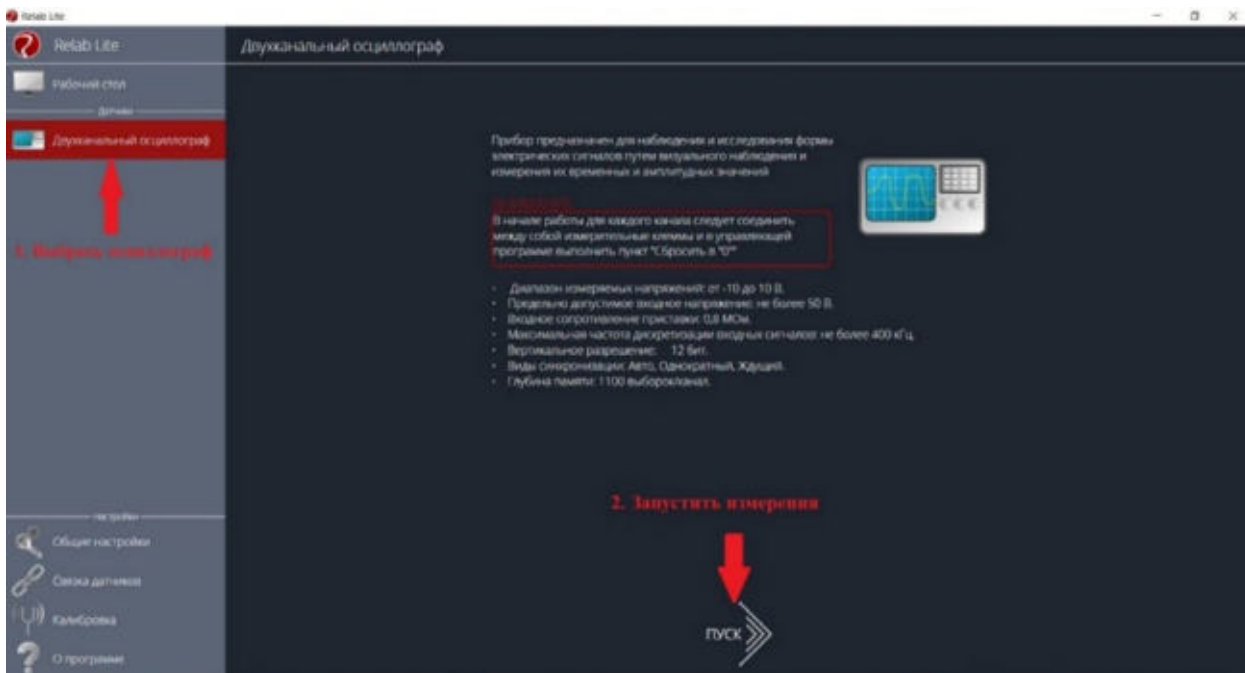 Relab Lite
Relab Lite
Двухканальный осциллограф
Рабочий стол
Датчики
Двухканальный осциллограф
1. Выбрать осциллограф
Прибор предназначен для наблюдения и исследования формы
электрических сигналов путем визуального наблюдения и
измерения их временных и амплитудных значений
В начале работы для каждого канала следует соединить
между собой измерительные клеммы и в управляющей
программе выполнить пункт "Сбросить в "0""
• Диапазон измеряемых напряжений: от -10 до 10 В.
• Предельно допустимое входное напряжение: не более 50 В.
• Входное сопротивление приставки: 0,8 МОм.
• Максимальная частота дискретизации входных сигналов: не более 400 кГц.
• Вертикальное разрешение: 12 бит.
• Виды синхронизации: Авто, Однократный, Ждущий.
• Глубина памяти: 1100 выбороkканал.
2. Запустить измерения
ПУСК
Настройки
Общие настройки
Связка датчиков
Калибровка
О программе